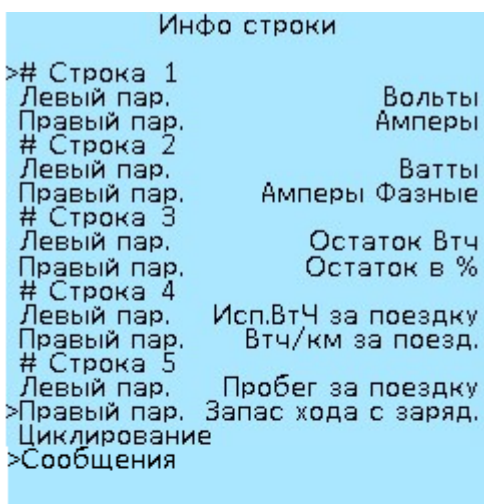 Инфо строки
># Строка 1
Левый пар. Вольты
Правый пар. Амперы
# Строка 2
Левый пар. Ватты
Правый пар. Амперы Фазные
# Строка 3
Левый пар. Остаток Втч
Правый пар. Остаток в %
# Строка 4
Левый пар. Исп.ВтЧ за поездку
Правый пар. Втч/км за поезд.
# Строка 5
Левый пар. Пробег за поездку
>Правый пар. Запас хода с заряд.
Циклирование
>Сообщения